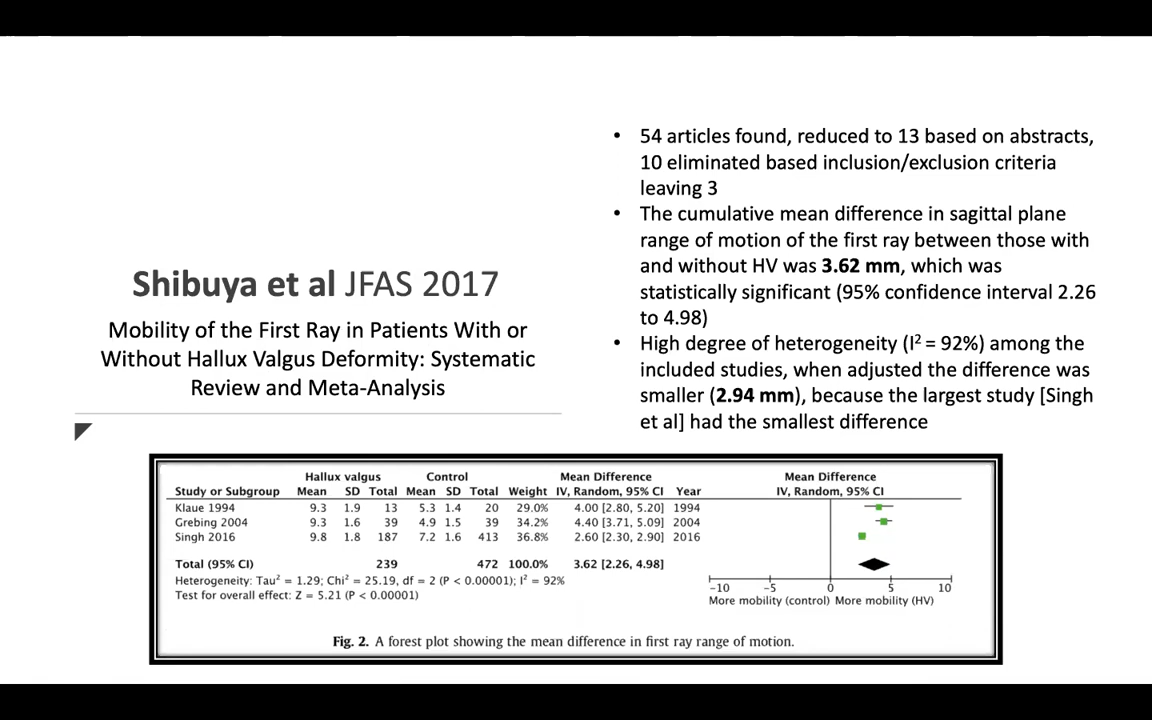 Shibuya et al JFAS 2017
Mobility of the First Ray in Patients With or
Without Hallux Valgus Deformity: Systematic
Review and Meta-Analysis
• 54 articles found, reduced to 13 based on abstracts,
10 eliminated based inclusion/exclusion criteria
leaving 3
• The cumulative mean difference in sagittal plane
range of motion of the first ray between those with
and without HV was 3.62 mm, which was
statistically significant (95% confidence interval 2.26
to 4.98)
• High degree of heterogeneity (I² = 92%) among the
included studies, when adjusted the difference was
smaller (2.94 mm), because the largest study [Singh
et al] had the smallest difference
Hallux valgus Control Mean Difference Mean Difference
Study or Subgroup Mean SD Total Mean SD Total Weight IV, Random, 95% CI Year IV, Random, 95% CI
Klaue 1994 9.3 1.9 13 5.3 1.4 20 29.0% 4.00 [2.80, 5.20] 1994
Grebing 2004 9.3 1.6 39 4.9 1.5 39 34.2% 4.40 [3.71, 5.09] 2004
Singh 2016 9.8 1.8 187 7.2 1.6 413 36.8% 2.60 [2.30, 2.90] 2016
Total (95% CI) 239 472 100.0% 3.62 [2.26, 4.98]
Heterogeneity: Tau² = 1.29; Chi² = 25.19, df = 2 (P < 0.00001); I² = 92%
Test for overall effect: Z = 5.21 (P < 0.00001)
-10 -5 0 5 10
More mobility (control) More mobility (HV)
Fig. 2. A forest plot showing the mean difference in first ray range of motion.